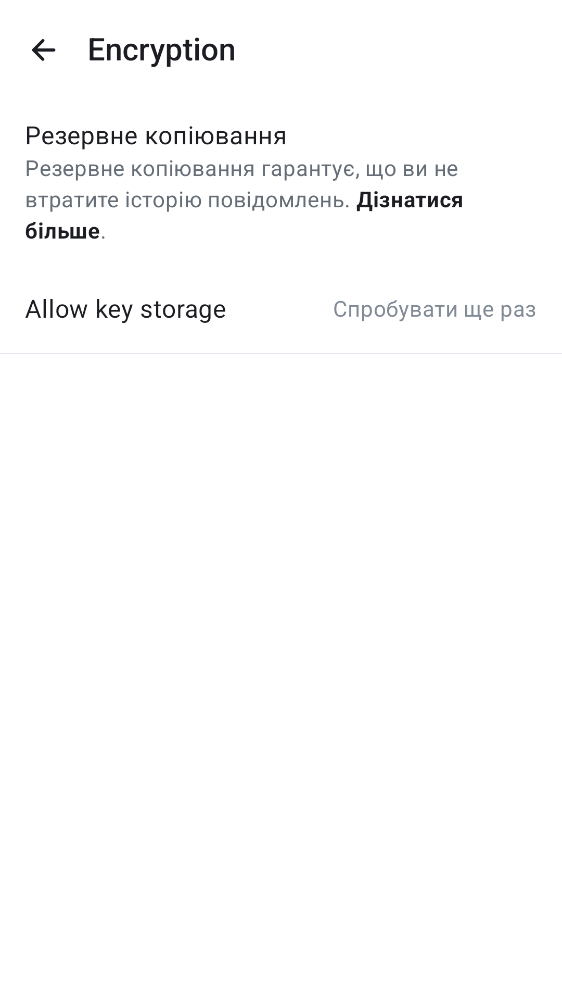 Encryption
Резервне копіювання
Резервне копіювання гарантує, що ви не
втратите історію повідомлень. Дізнатися
більше.
Allow key storage Спробувати ще раз